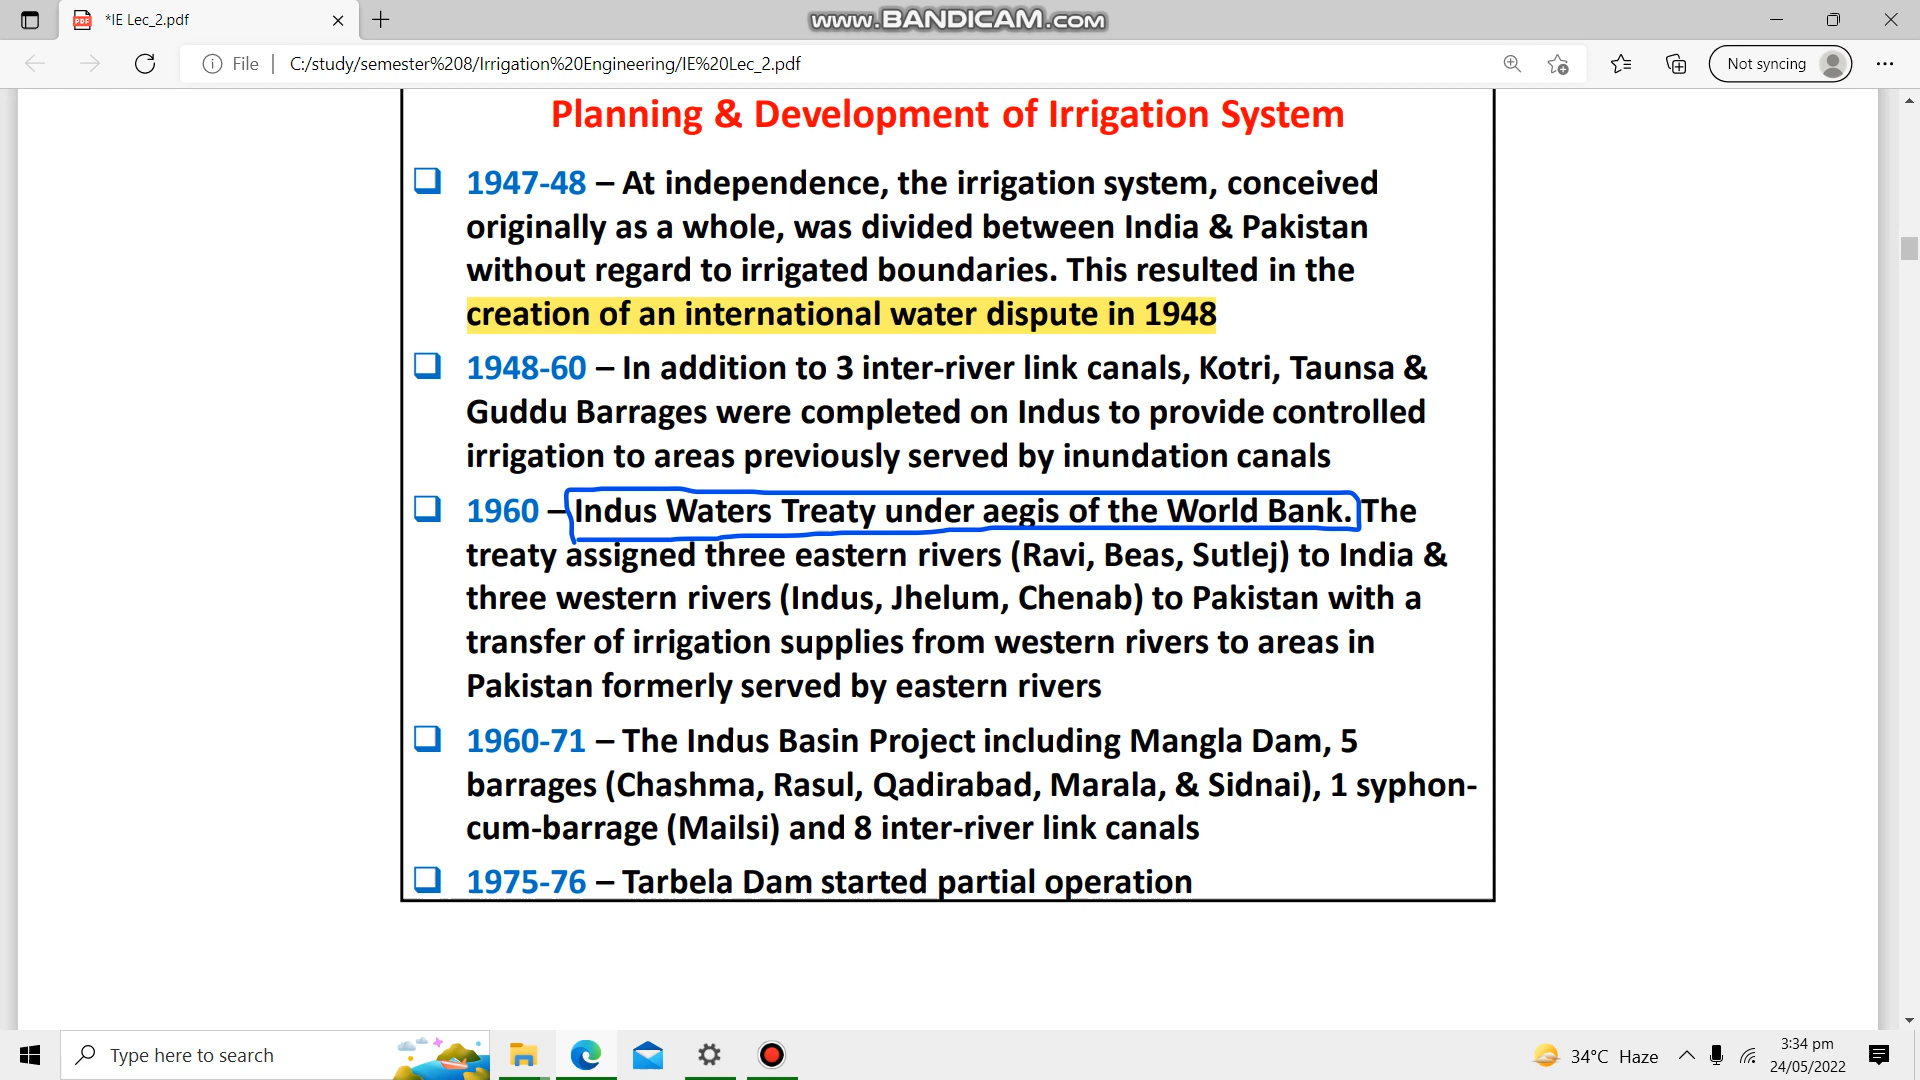 *IE Lec_2.pdf
www.BANDICAM.com
File
C:/study/semester%208/Irrigation%20Engineering/IE%20Lec_2.pdf
Not syncing
Planning & Development of Irrigation System
1947-48 – At independence, the irrigation system, conceived
originally as a whole, was divided between India & Pakistan
without regard to irrigated boundaries. This resulted in the
creation of an international water dispute in 1948
1948-60 – In addition to 3 inter-river link canals, Kotri, Taunsa &
Guddu Barrages were completed on Indus to provide controlled
irrigation to areas previously served by inundation canals
1960 – Indus Waters Treaty under aegis of the World Bank. The
treaty assigned three eastern rivers (Ravi, Beas, Sutlej) to India &
three western rivers (Indus, Jhelum, Chenab) to Pakistan with a
transfer of irrigation supplies from western rivers to areas in
Pakistan formerly served by eastern rivers
1960-71 – The Indus Basin Project including Mangla Dam, 5
barrages (Chashma, Rasul, Qadirabad, Marala, & Sidnai), 1 syphon-
cum-barrage (Mailsi) and 8 inter-river link canals
1975-76 – Tarbela Dam started partial operation
Type here to search
34°C Haze
3:34 pm
24/05/2022